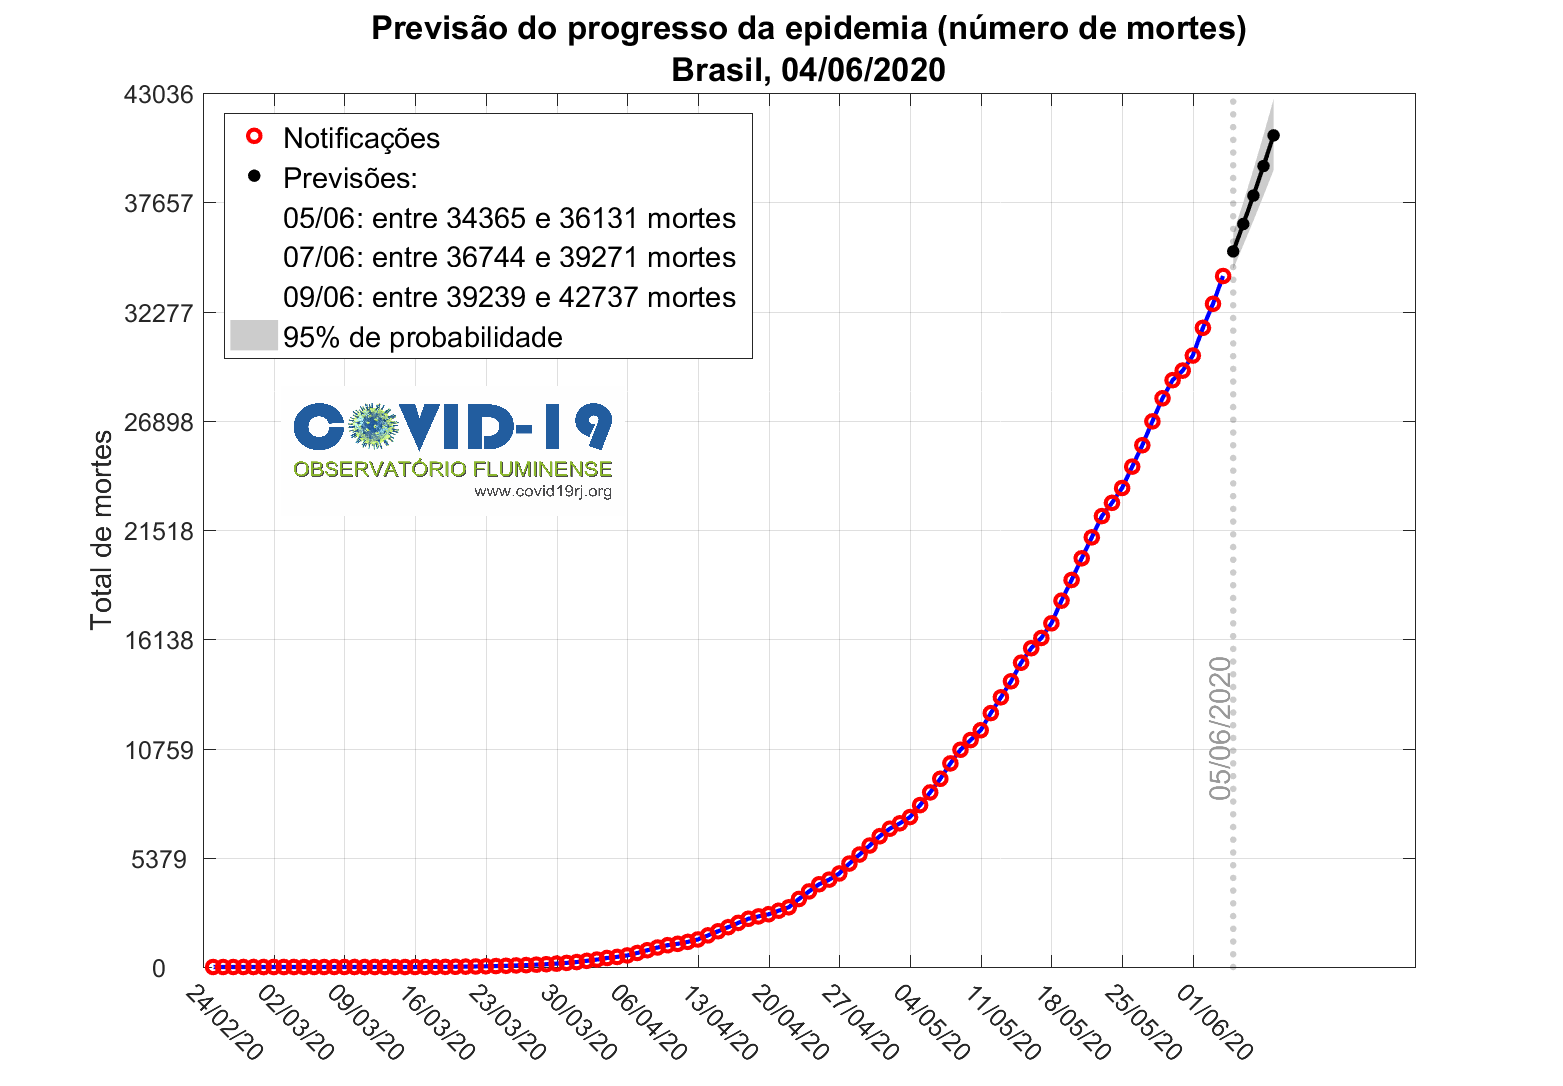 Previsão do progresso da epidemia (número de mortes)
Brasil, 04/06/2020
Notificações
Previsões:
05/06: entre 34365 e 36131 mortes
07/06: entre 36744 e 39271 mortes
09/06: entre 39239 e 42737 mortes
95% de probabilidade
COVID-19
OBSERVATÓRIO FLUMINENSE
www.covid19rj.org
Total de mortes
43036
37657
32277
26898
21518
16138
10759
5379
0
05/06/2020
24/02/20
02/03/20
09/03/20
16/03/20
23/03/20
30/03/20
06/04/20
13/04/20
20/04/20
27/04/20
04/05/20
11/05/20
18/05/20
25/05/20
01/06/20